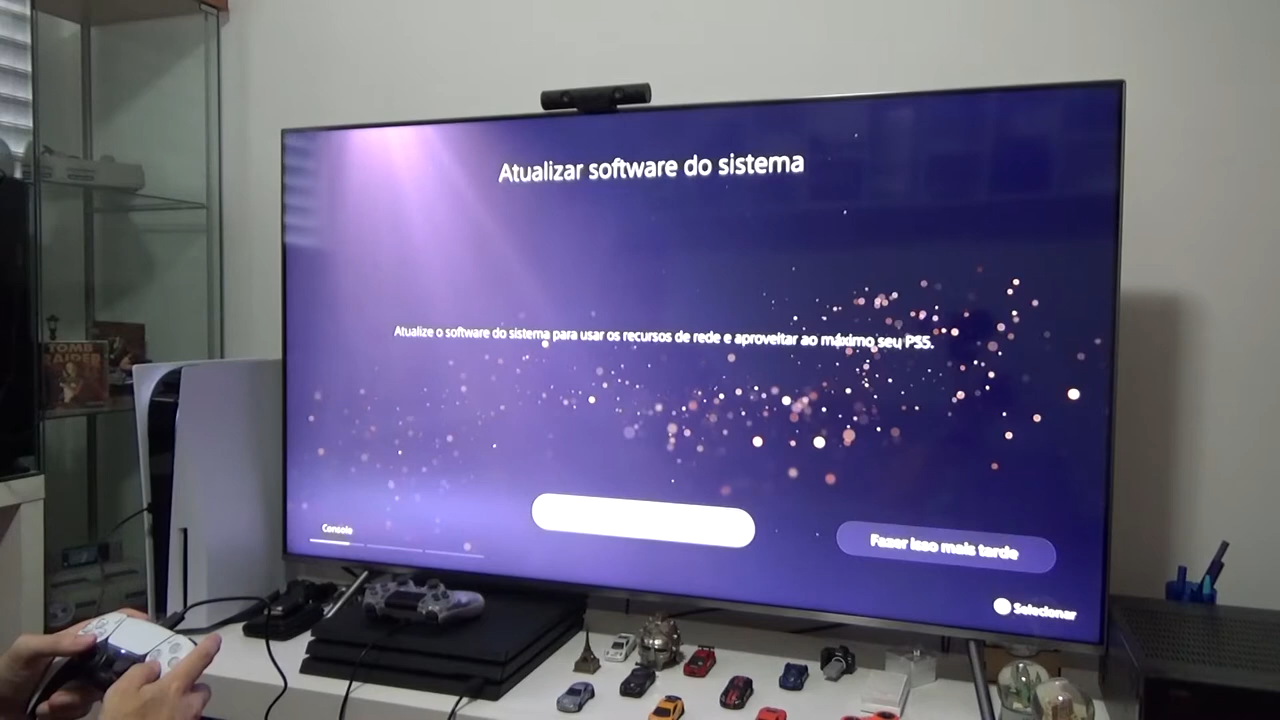 Atualizar software do sistema
Atualize o software do sistema para usar os recursos de rede e aproveitar ao máximo seu PS5.
Console
Fazer isso mais tarde
Selecionar
TOMB
RAIDER